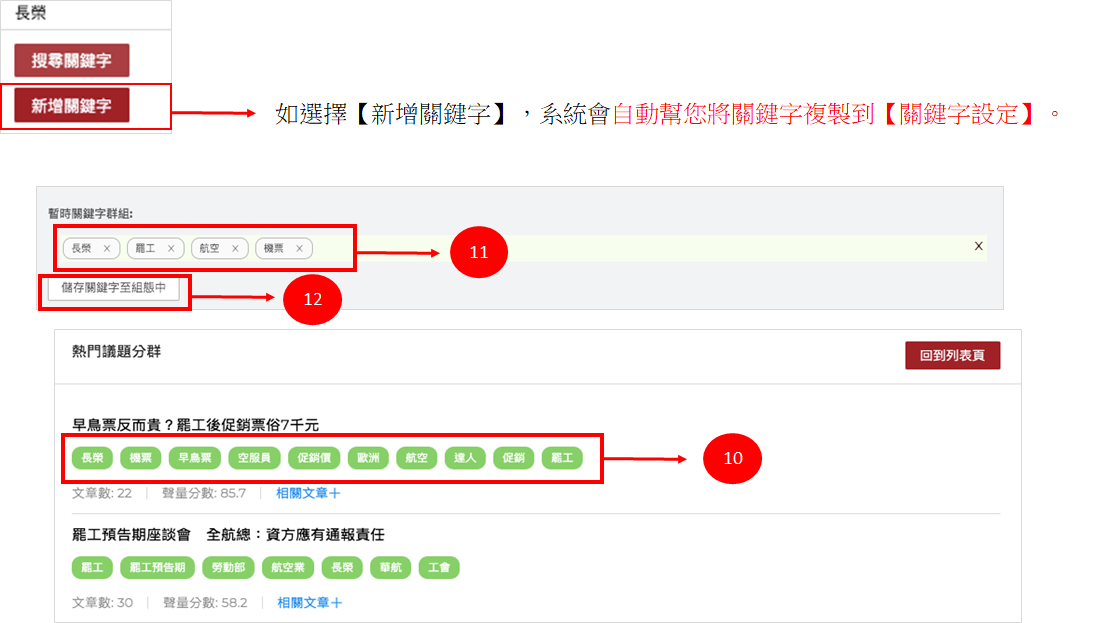 長榮
搜尋關鍵字
新增關鍵字
如選擇【新增關鍵字】，系統會自動幫您將關鍵字複製到【關鍵字設定】。
暫時關鍵字群組:
長榮 × 罷工 × 航空 × 機票 × 11 X
儲存關鍵字至組態中 12
熱門議題分群 回到列表頁
早鳥票反而貴？罷工後促銷票俗7千元
長榮 機票 早鳥票 空服員 促銷價 歐洲 航空 達人 促銷 罷工 10
文章數: 22 | 聲量分數: 85.7 | 相關文章＋
罷工預告期座談會　全航總：資方應有通報責任
罷工 罷工預告期 勞動部 航空業 長榮 華航 工會
文章數: 30 | 聲量分數: 58.2 | 相關文章＋